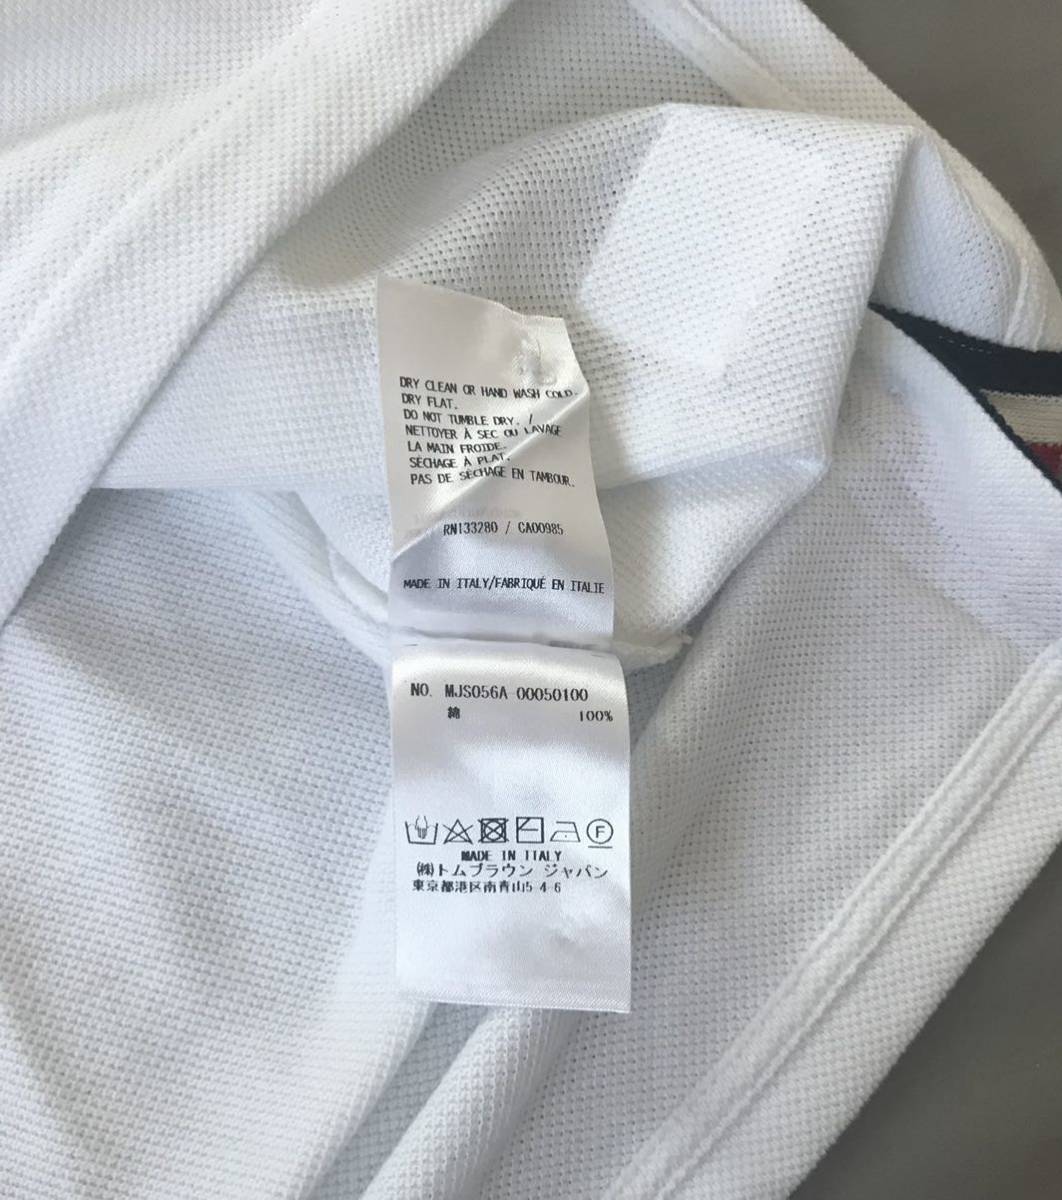 DRY CLEAN OR HAND WASH COLD.
DRY FLAT.
DO NOT TUMBLE DRY. /
NETTOYER À SEC OU LAVAGE
LA MAIN FROIDE.
SÉCHAGE À PLAT.
PAS DE SÉCHAGE EN TAMBOUR.
RN133280 / CA00985
MADE IN ITALY/FABRIQUÉ EN ITALIE
NO. MJS056A 00050100
綿 100%
F
MADE IN ITALY
㈱トムブラウン ジャパン
東京都港区南青山5-4-6